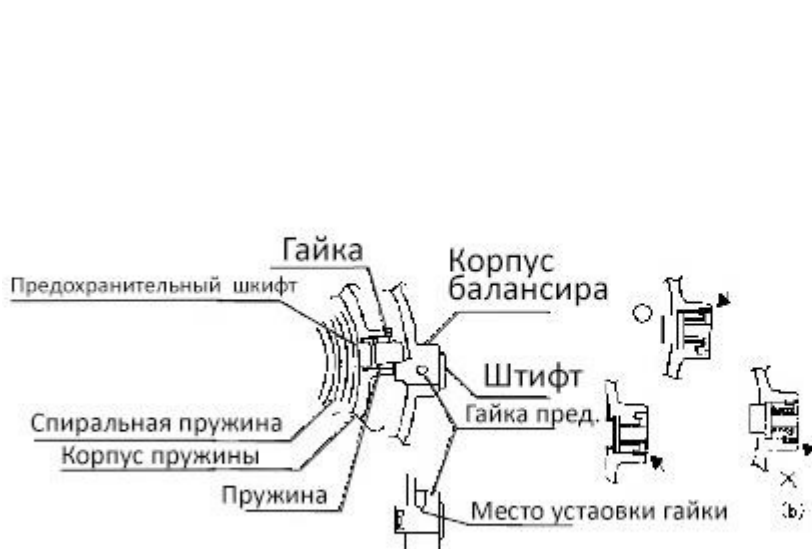 Гайка
Корпус
балансира
Предохранительный шкифт
Штифт
Гайка пред.
Спиральная пружина
Корпус пружины
Пружина
Место устаовки гайки
(b)